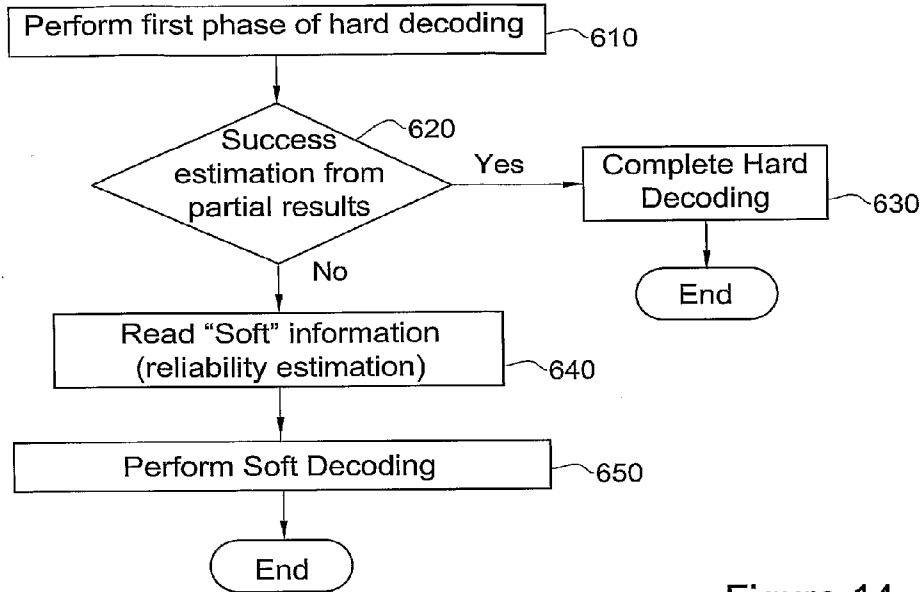 Perform first phase of hard decoding
610
620
Success
estimation from
partial results
Yes
Complete Hard
Decoding
630
End
No
Read “Soft” information
(reliability estimation)
640
Perform Soft Decoding
650
End
Figure 14